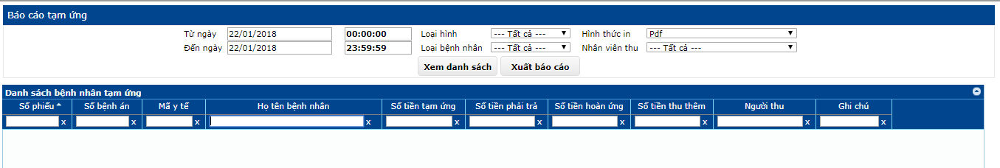 Báo cáo tạm ứng
Từ ngày 22/01/2018 00:00:00 Loại hình --- Tất cả --- Hình thức in Pdf
Đến ngày 22/01/2018 23:59:59 Loại bệnh nhân --- Tất cả --- Nhân viên thu --- Tất cả ---
Xem danh sách Xuất báo cáo
Danh sách bệnh nhân tạm ứng
Số phiếu Số bệnh án Mã y tế Họ tên bệnh nhân Số tiền tạm ứng Số tiền phải trả Số tiền hoàn ứng Số tiền thu thêm Người thu Ghi chú
x x x x x x x x x x